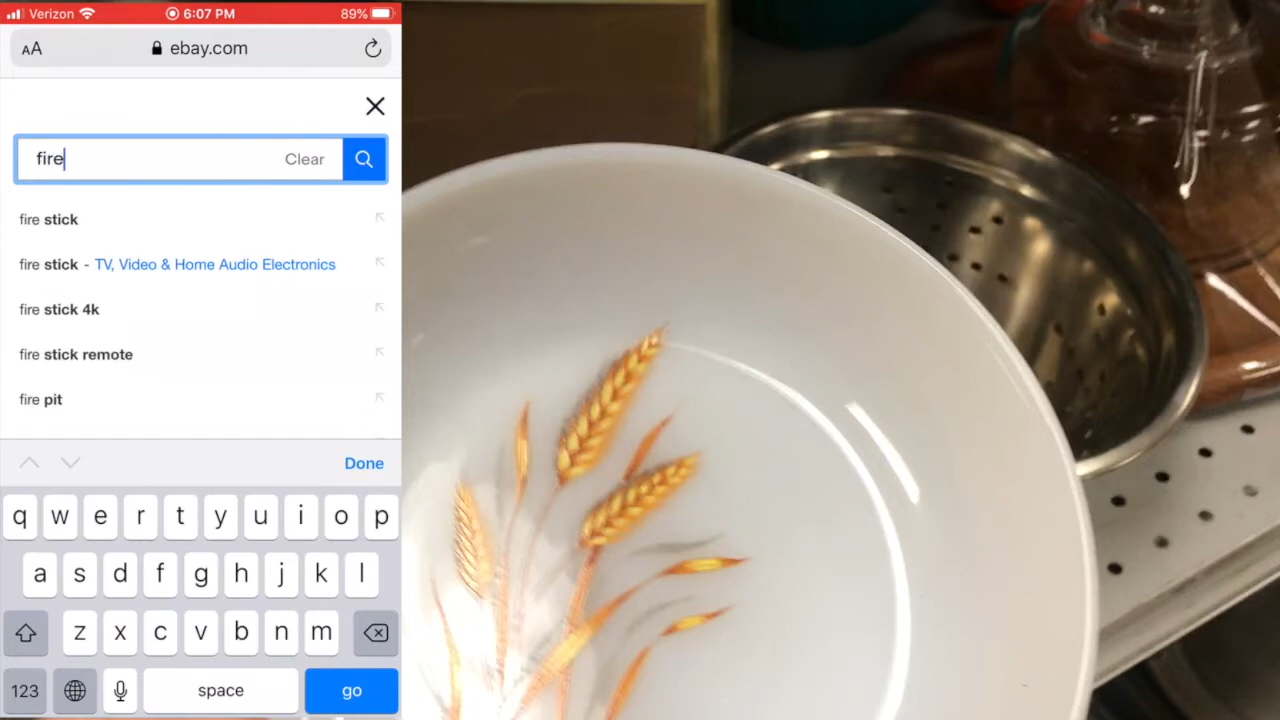 Verizon 6:07 PM 89%
AA ebay.com
fire Clear
fire stick
fire stick - TV, Video & Home Audio Electronics
fire stick 4k
fire stick remote
fire pit
Done
q w e r t y u i o p
a s d f g h j k l
z x c v b n m
123 space go